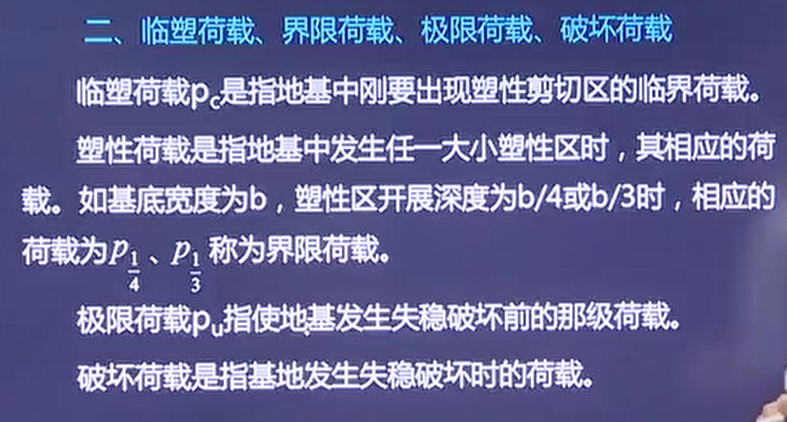 二、临塑荷载、界限荷载、极限荷载、破坏荷载
临塑荷载pc是指地基中刚要出现塑性剪切区的临界荷载。
塑性荷载是指地基中发生任一大小塑性区时，其相应的荷
载。如基底宽度为b，塑性区开展深度为b/4或b/3时，相应的
荷载为p1/4、p1/3称为界限荷载。
极限荷载pu指使地基发生失稳破坏前的那级荷载。
破坏荷载是指基地发生失稳破坏时的荷载。